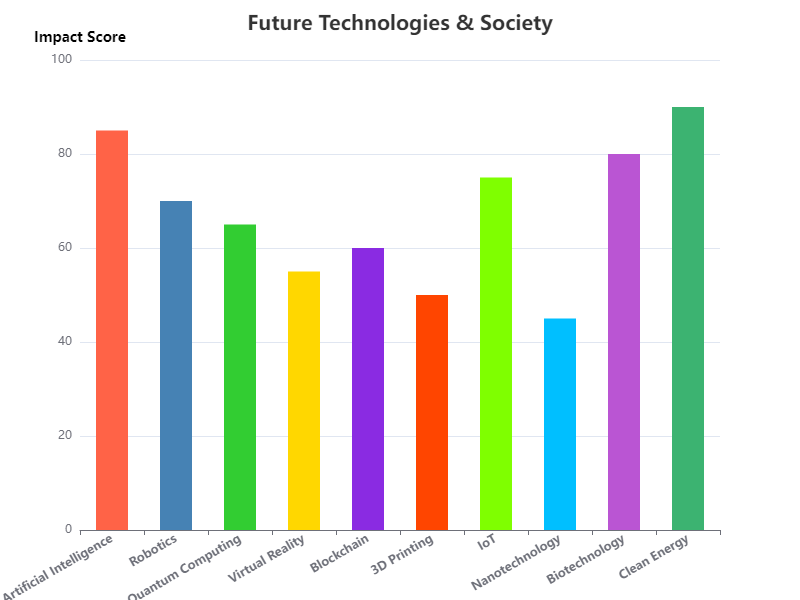 Future Technologies & Society
Impact Score
100
80
60
40
20
0
Artificial Intelligence
Robotics
Quantum Computing
Virtual Reality
Blockchain
3D Printing
IoT
Nanotechnology
Biotechnology
Clean Energy